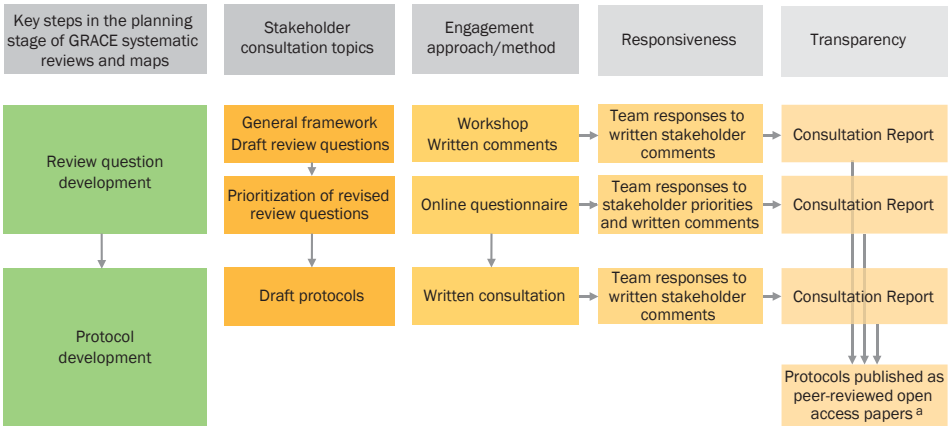 Key steps in the planning
stage of GRACE systematic
reviews and maps
Stakeholder
consultation topics
Engagement
approach/method
Responsiveness
Transparency
Review question
development
General framework
Draft review questions
Workshop
Written comments
Team responses to
written stakeholder
comments
Consultation Report
Prioritization of revised
review questions
Online questionnaire
Team responses to
stakeholder priorities
and written comments
Consultation Report
Protocol
development
Draft protocols
Written consultation
Team responses to
written stakeholder
comments
Consultation Report
Protocols published as
peer-reviewed open
access papers a